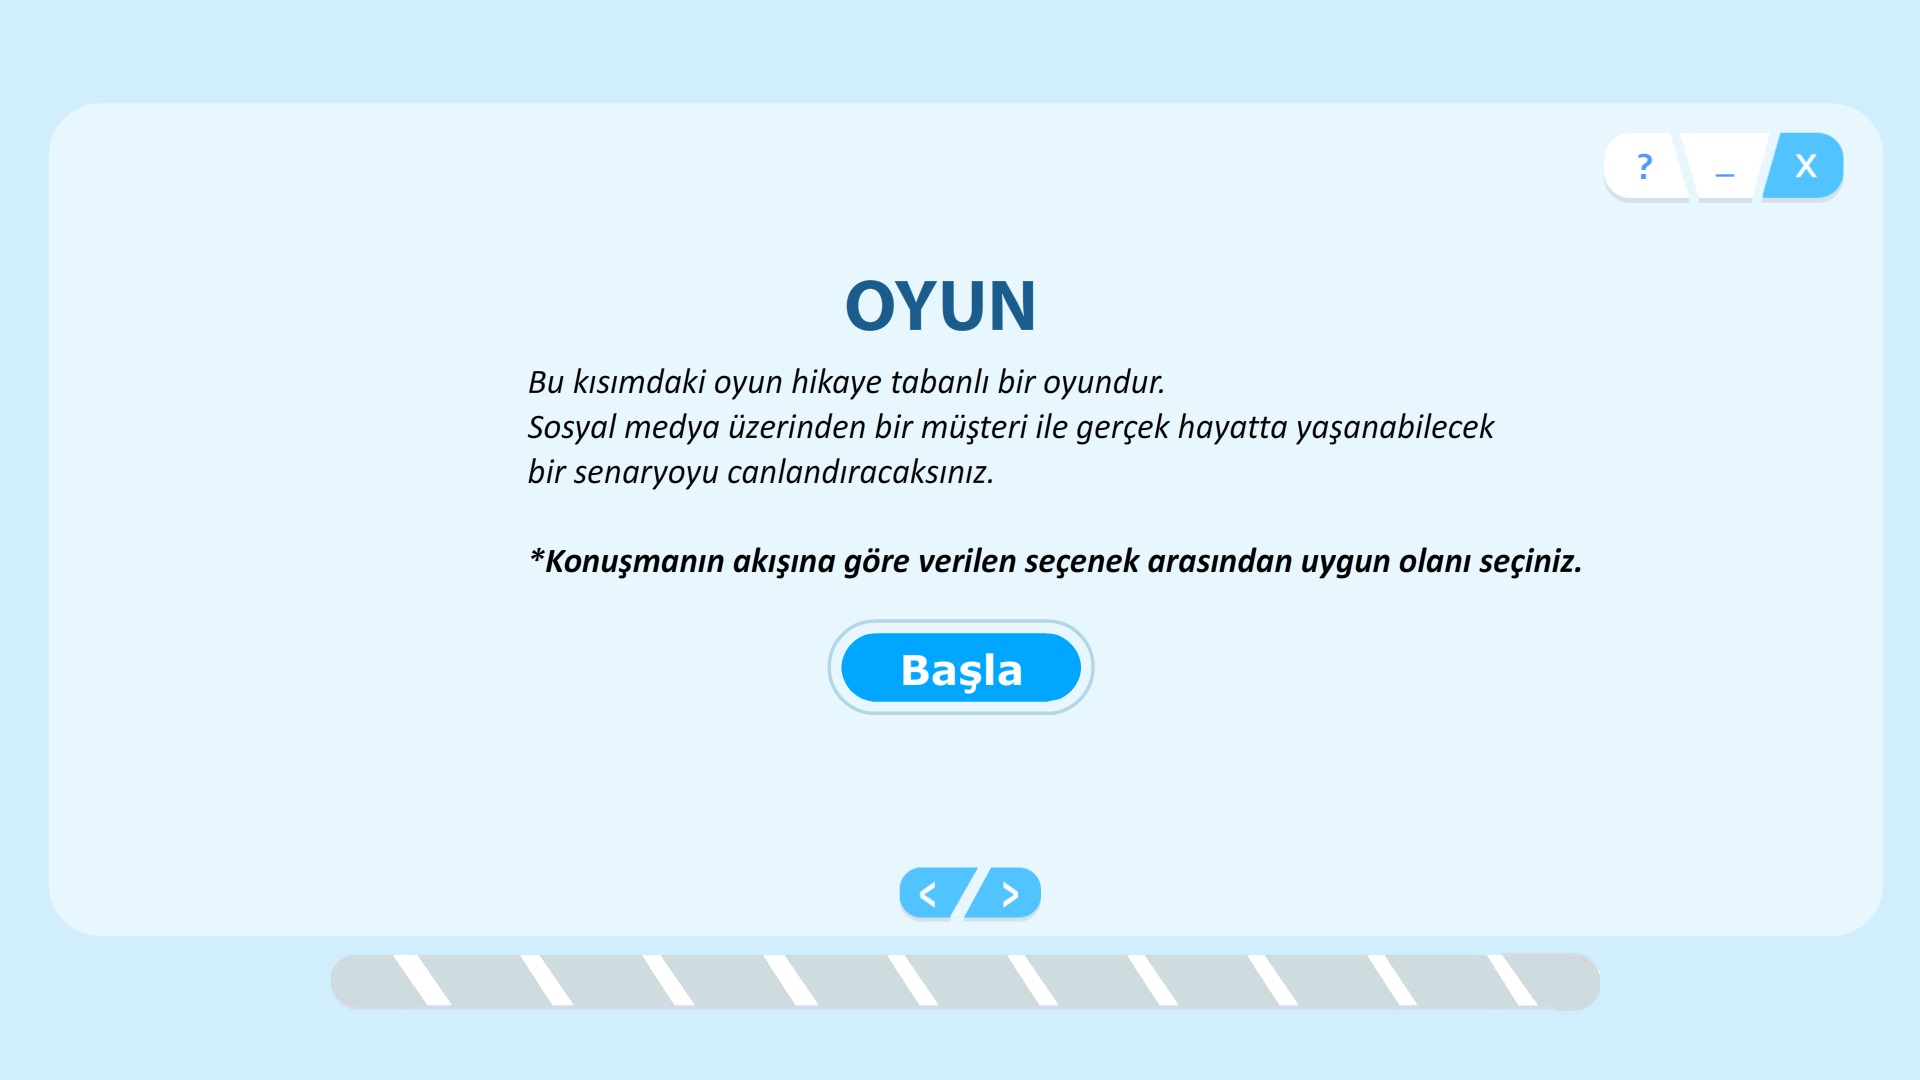 ? _ X
OYUN
Bu kısımdaki oyun hikaye tabanlı bir oyundur.
Sosyal medya üzerinden bir müşteri ile gerçek hayatta yaşanabilecek
bir senaryoyu canlandıracaksınız.
*Konuşmanın akışına göre verilen seçenek arasından uygun olanı seçiniz.
Başla
< >